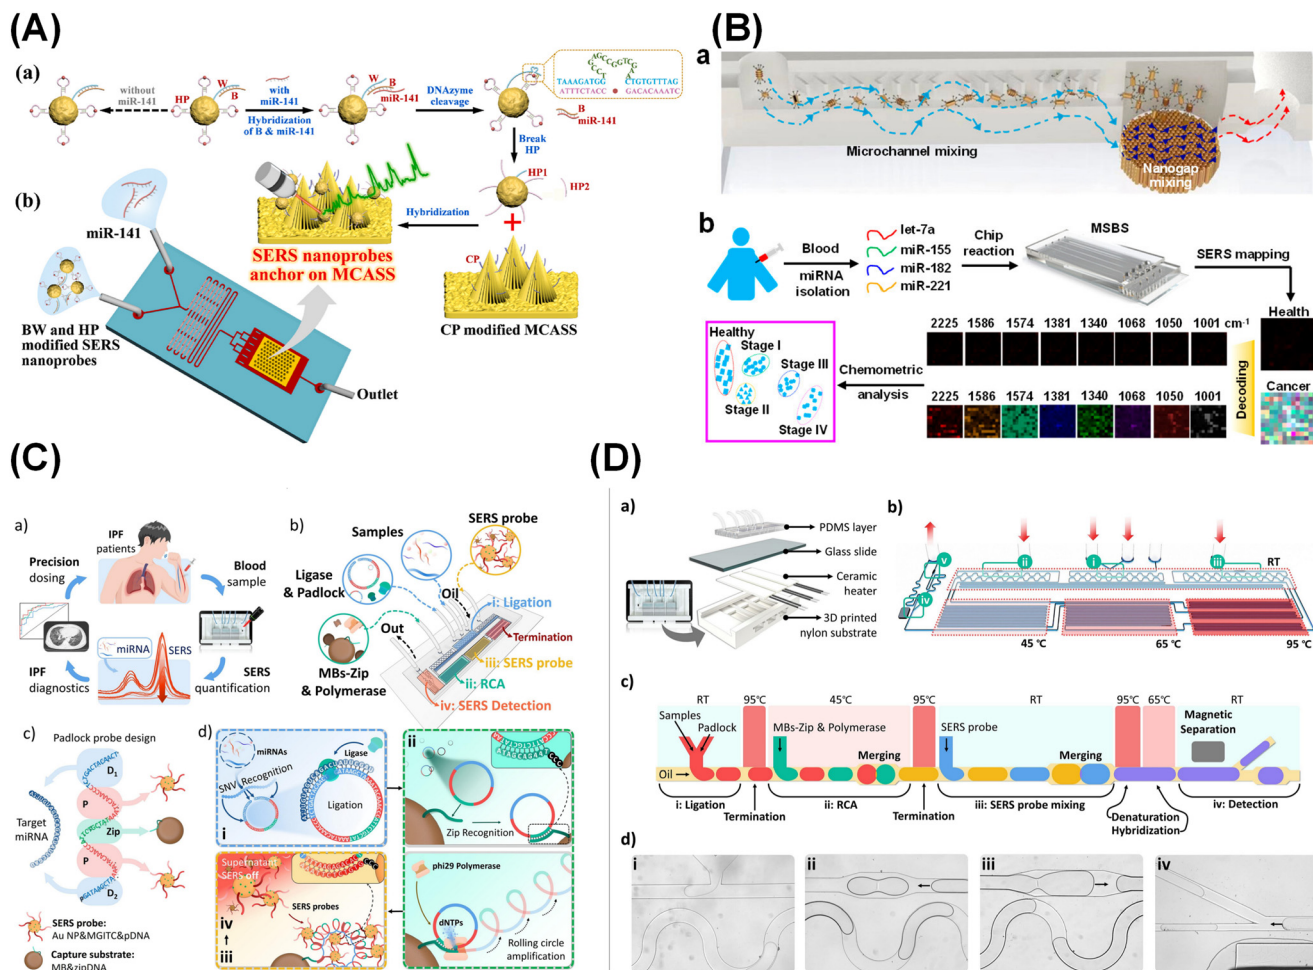 (A)
(a)
without
miR-141
HP
W
B
with
miR-141
Hybridization
of B & miR-141
W
B
miR-141
DNAzyme
cleavage
TAAAGATGG
CTGTGTTTAG
ATTTCTACC
GACACAAATC
B
miR-141
Break
HP
HP1
HP2
Hybridization
SERS nanoprobes
anchor on MCASS
CP
CP modified MCASS
(b)
miR-141
BW and HP
modified SERS
nanoprobes
Outlet
(B)
a
Microchannel mixing
Nanogap
mixing
b
Blood
miRNA
isolation
let-7a
miR-155
miR-182
miR-221
Chip
reaction
MSBS
SERS mapping
Health
2225 1586 1574 1381 1340 1068 1050 1001 cm-1
Decoding
Cancer
2225 1586 1574 1381 1340 1068 1050 1001
Chemometric
analysis
Healthy
Stage I
Stage III
Stage II
Stage IV
(C)
a)
IPF
patients
Precision
dosing
Blood
sample
miRNA
SERS
IPF
diagnostics
SERS
quantification
b)
Samples
SERS probe
Ligase
& Padlock
Oil
i: Ligation
Out
Termination
MBs-Zip
& Polymerase
iii: SERS probe
ii: RCA
iv: SERS Detection
c)
Padlock probe design
D1
P
Target
miRNA
Zip
P
D2
SERS probe:
Au NP&MGITC&pDNA
Capture substrate:
MB&zipDNA
d)
miRNAs
Ligase
SNV
Recognition
Ligation
i
ii
CCC
Zip Recognition
Supernatant
SERS off
CCC
SERS probes
iv
iii
phi29 Polymerase
dNTPs
Rolling circle
amplification
(D)
a)
PDMS layer
Glass slide
Ceramic
heater
3D printed
nylon substrate
b)
v
ii
i
iii
RT
iv
45 ℃
65 ℃
95 ℃
c)
RT
95℃
45℃
95℃
RT
95℃
65℃
RT
Samples
Padlock
MBs-Zip & Polymerase
SERS probe
Magnetic
Separation
Merging
Merging
Oil
i: Ligation
ii: RCA
iii: SERS probe mixing
iv: Detection
Termination
Termination
Denaturation
Hybridization
d)
i
ii
iii
iv